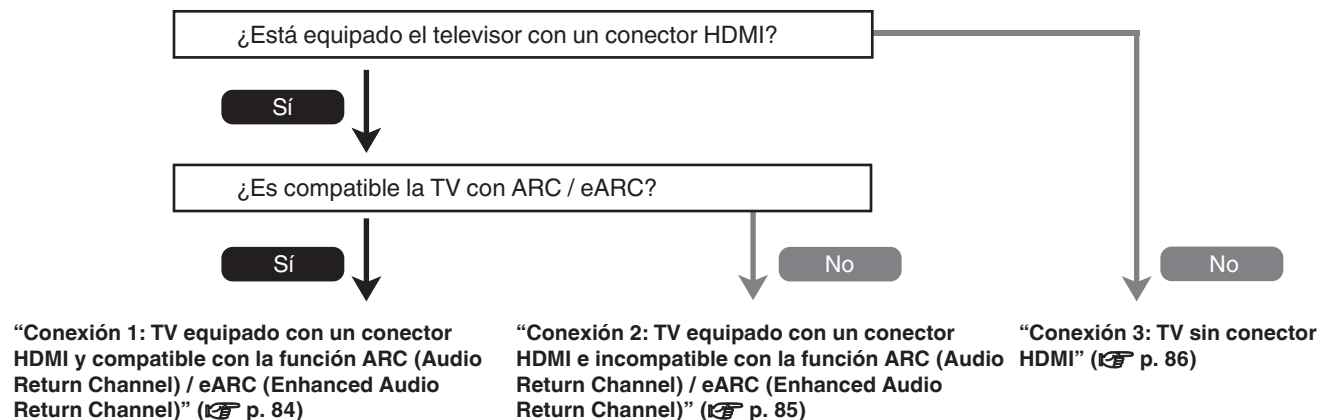 ¿Está equipado el televisor con un conector HDMI?
Sí
¿Es compatible la TV con ARC / eARC?
Sí
No
No
“Conexión 1: TV equipado con un conector
HDMI y compatible con la función ARC (Audio
Return Channel) / eARC (Enhanced Audio
Return Channel)” (☞ p. 84)
“Conexión 2: TV equipado con un conector
HDMI e incompatible con la función ARC (Audio
Return Channel) / eARC (Enhanced Audio
Return Channel)” (☞ p. 85)
“Conexión 3: TV sin conector
HDMI” (☞ p. 86)